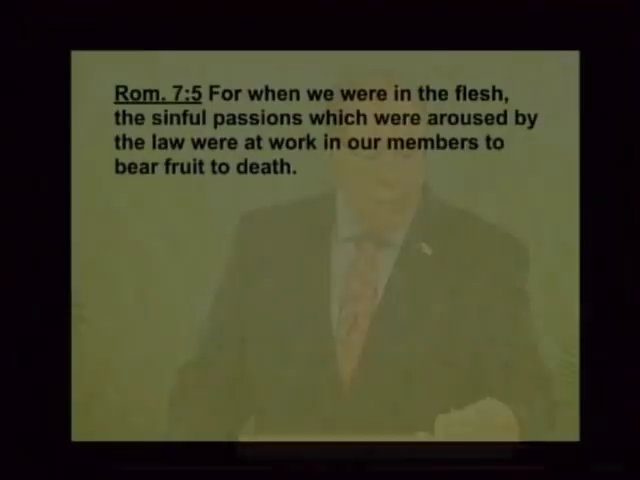 Rom. 7:5 For when we were in the flesh,
the sinful passions which were aroused by
the law were at work in our members to
bear fruit to death.